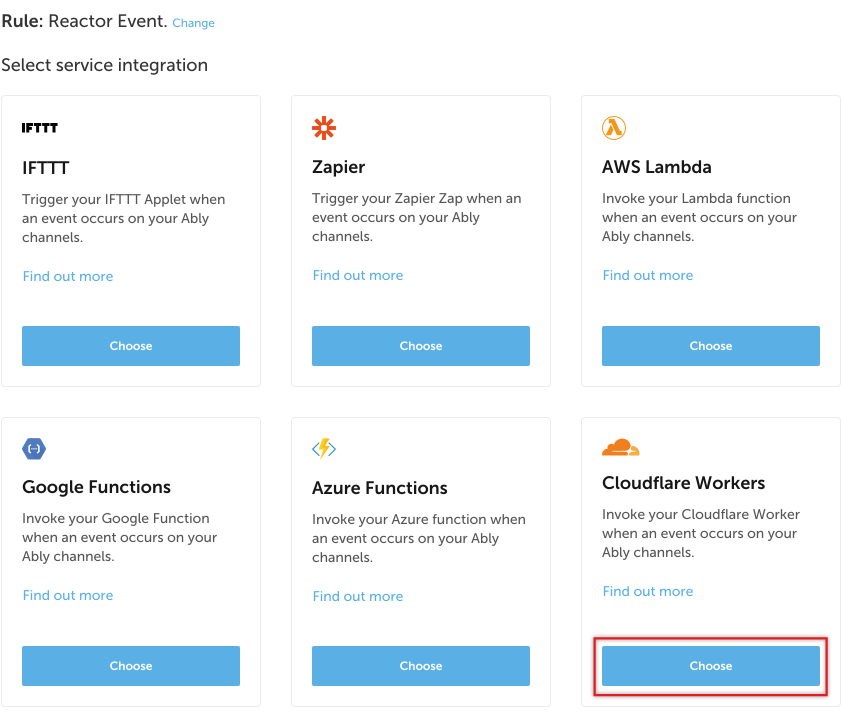 Rule: Reactor Event. Change
Select service integration
IFTTT
IFTTT
Trigger your IFTTT Applet when
an event occurs on your Ably
channels.
Find out more
Choose
Zapier
Trigger your Zapier Zap when an
event occurs on your Ably
channels.
Find out more
Choose
AWS Lambda
Invoke your Lambda function
when an event occurs on your
Ably channels.
Find out more
Choose
Google Functions
Invoke your Google Function
when an event occurs on your
Ably channels.
Find out more
Choose
Azure Functions
Invoke your Azure function when
an event occurs on your Ably
channels.
Find out more
Choose
Cloudflare Workers
Invoke your Cloudflare Worker
when an event occurs on your
Ably channels.
Find out more
Choose